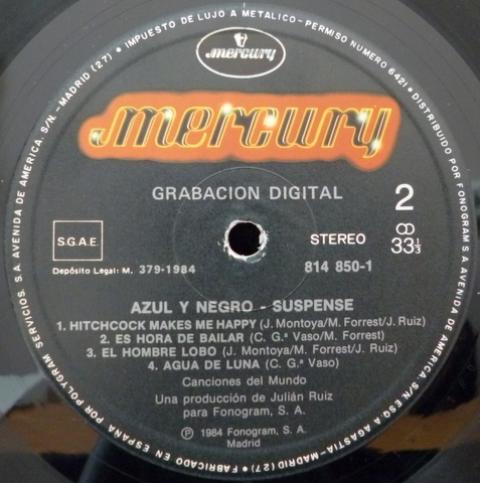 • IMPUESTO DE LUJO A METALICO - PERMISO NUMERO 6421 • DISTRIBUIDO POR FONOGRAM S A AVENIDA DE AMERICA, S/N ESQ A AGASTIA - MADRID (27) • FABRICADO EN ESPAÑA POR POLYGRAM SERVICIOS, S.A. AVENIDA DE AMERICA, S/N. - MADRID (27)
mercury
mercury
GRABACION DIGITAL
2
S.G.A.E.
STEREO
33⅓
Depósito Legal: M. 379-1984
814 850-1
AZUL Y NEGRO - SUSPENSE
1. HITCHCOCK MAKES ME HAPPY (J. Montoya/M. Forrest/J. Ruiz)
2. ES HORA DE BAILAR (C. G.ª Vaso/M. Forrest)
3. EL HOMBRE LOBO (J. Montoya/M. Forrest/J. Ruiz)
4. AGUA DE LUNA (C. G.ª Vaso)
Canciones del Mundo
Una producción de Julián Ruiz
para Fonogram, S. A.
Ⓟ 1984 Fonogram, S. A.
Madrid